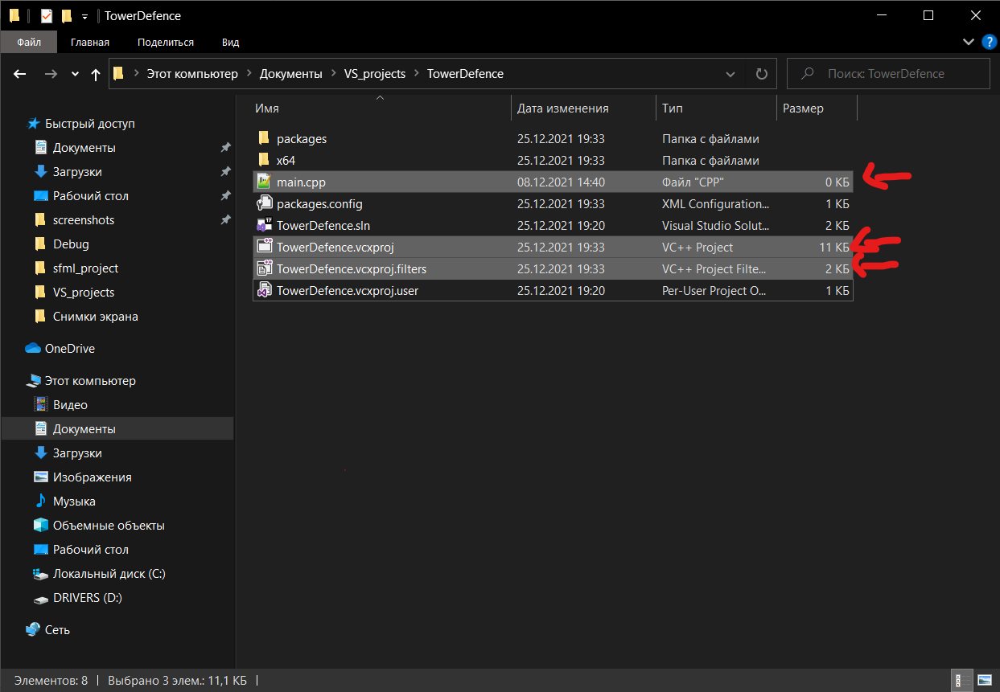 TowerDefence
Файл Главная Поделиться Вид
Этот компьютер Документы VS_projects TowerDefence Поиск: TowerDefence
Имя Дата изменения Тип Размер
packages 25.12.2021 19:33 Папка с файлами
x64 25.12.2021 19:33 Папка с файлами
main.cpp 08.12.2021 14:40 Файл "CPP" 0 КБ
packages.config 25.12.2021 19:33 XML Configuration... 1 КБ
TowerDefence.sln 25.12.2021 19:20 Visual Studio Solut... 2 КБ
TowerDefence.vcxproj 25.12.2021 19:33 VC++ Project 11 КБ
TowerDefence.vcxproj.filters 25.12.2021 19:33 VC++ Project Filte... 2 КБ
TowerDefence.vcxproj.user 25.12.2021 19:20 Per-User Project O... 1 КБ
Быстрый доступ
Документы
Загрузки
Рабочий стол
screenshots
Debug
sfml_project
VS_projects
Снимки экрана
OneDrive
Этот компьютер
Видео
Документы
Загрузки
Изображения
Музыка
Объемные объекты
Рабочий стол
Локальный диск (C:)
DRIVERS (D:)
Сеть
Элементов: 8 Выбрано 3 элем.: 11,1 КБ